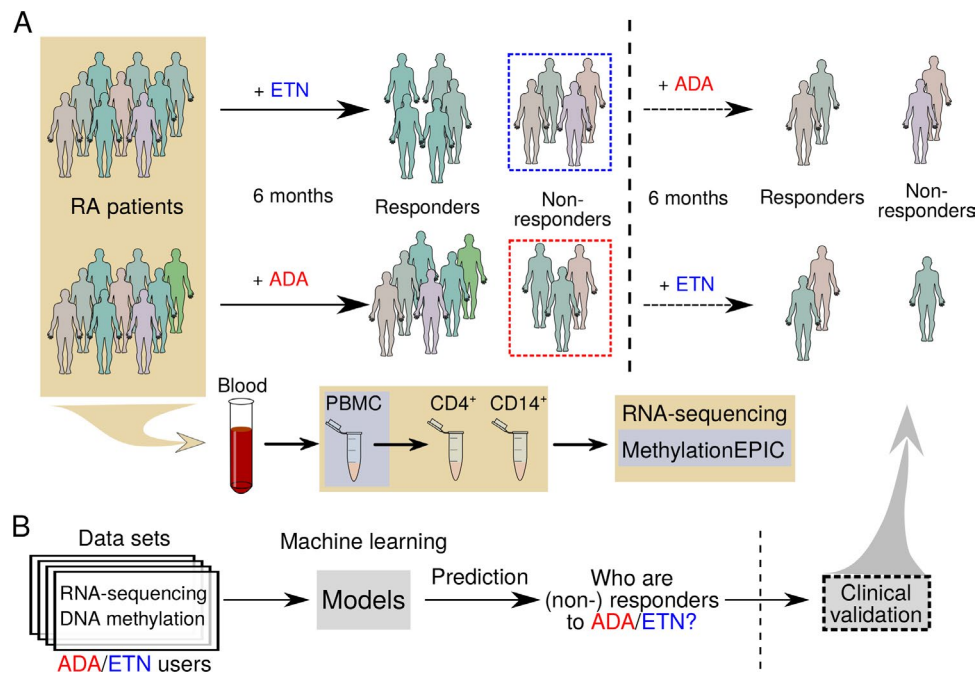 A
+ ETN
+ ADA
RA patients
6 months
Responders
Non-
responders
6 months
Responders
Non-
responders
+ ADA
+ ETN
Blood
PBMC
CD4+
CD14+
RNA-sequencing
MethylationEPIC
B
Data sets
RNA-sequencing
DNA methylation
ADA/ETN users
Machine learning
Models
Prediction
Who are
(non-) responders
to ADA/ETN?
Clinical
validation